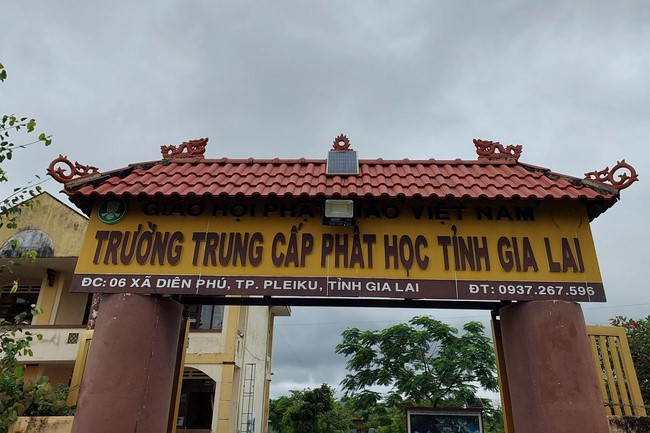 GIÁO HỘI PHẬT GIÁO VIỆT NAM
TRƯỜNG TRUNG CẤP PHẬT HỌC TỈNH GIA LAI
ĐC: 06 XÃ DIÊN PHÚ, TP. PLEIKU, TỈNH GIA LAI ĐT: 0937.267.596